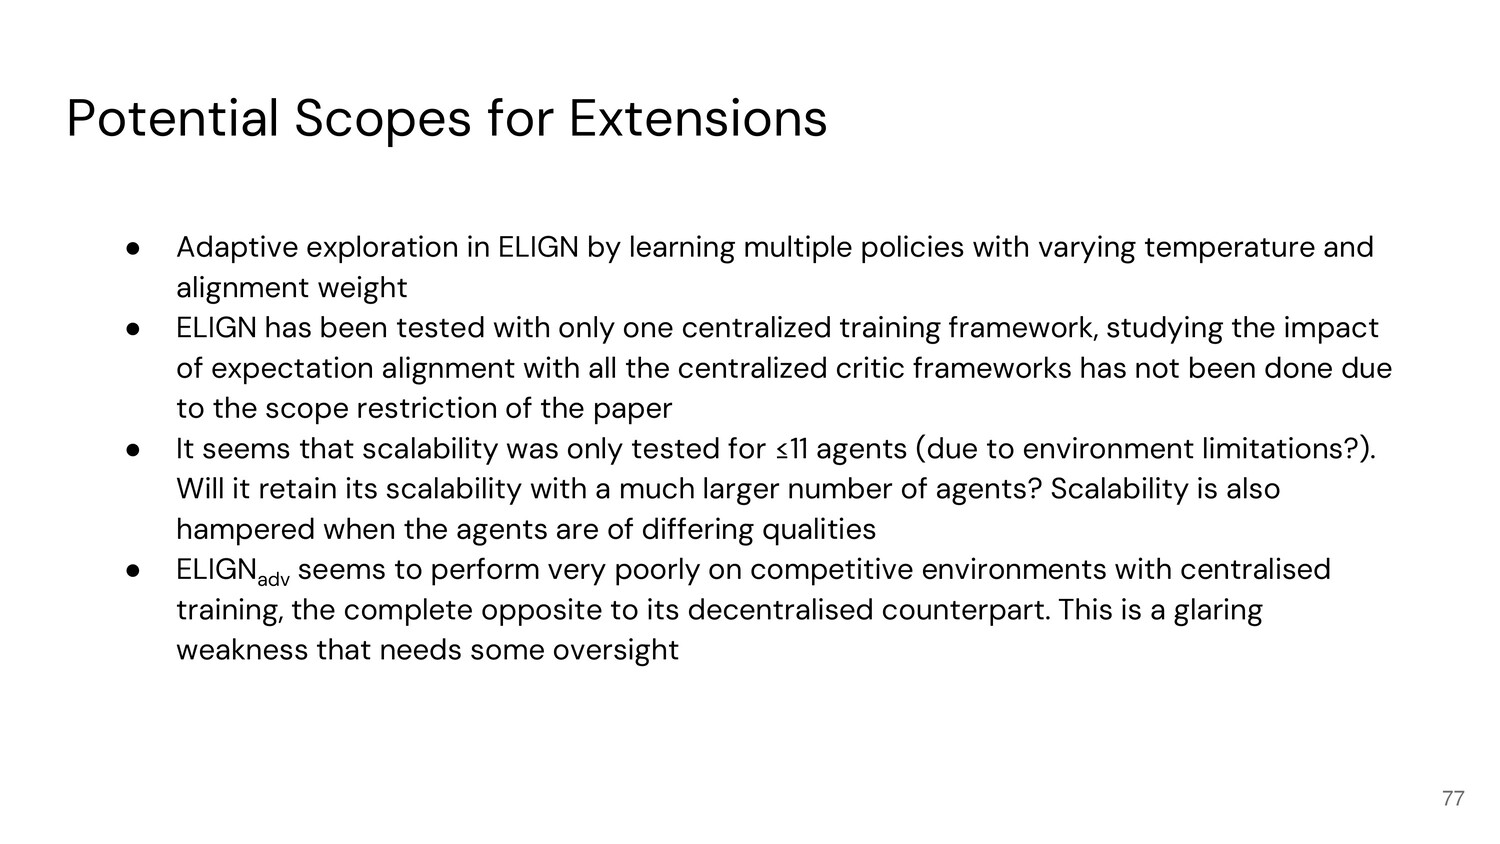 Potential Scopes for Extensions
● Adaptive exploration in ELIGN by learning multiple policies with varying temperature and
alignment weight
● ELIGN has been tested with only one centralized training framework, studying the impact
of expectation alignment with all the centralized critic frameworks has not been done due
to the scope restriction of the paper
● It seems that scalability was only tested for ≤11 agents (due to environment limitations?).
Will it retain its scalability with a much larger number of agents? Scalability is also
hampered when the agents are of differing qualities
● ELIGNadv seems to perform very poorly on competitive environments with centralised
training, the complete opposite to its decentralised counterpart. This is a glaring
weakness that needs some oversight
77